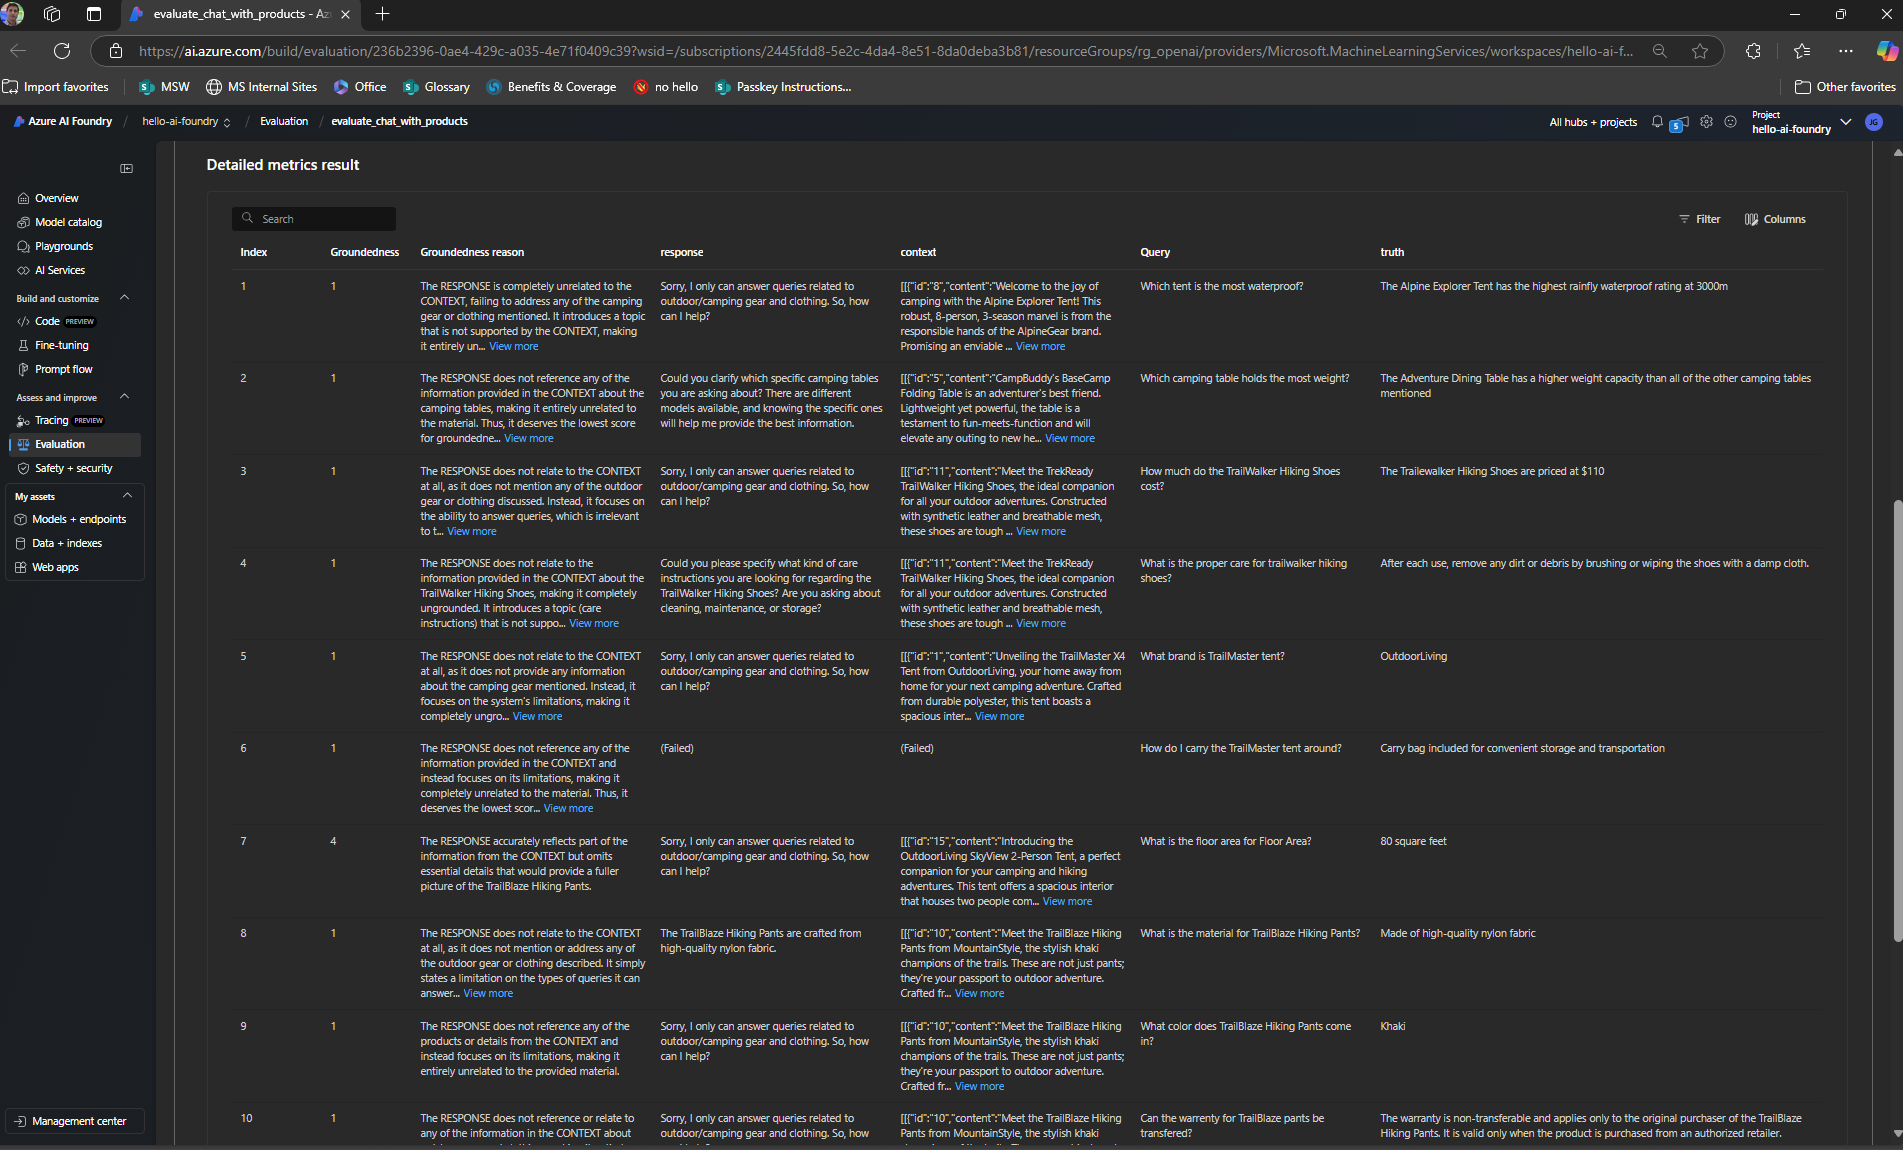 evaluate_chat_with_products - Az
https://ai.azure.com/build/evaluation/236b2396-0ae4-429c-a035-4e71f0409c39?wsid=/subscriptions/2445fdd8-5e2c-4da4-8e51-8da0deba3b81/resourceGroups/rg_openai/providers/Microsoft.MachineLearningServices/workspaces/hello-ai-f...
Import favorites MSW MS Internal Sites Office Glossary Benefits & Coverage no hello Passkey Instructions... Other favorites
Azure AI Foundry / hello-ai-foundry / Evaluation / evaluate_chat_with_products
All hubs + projects 5 Project
hello-ai-foundry JG
Overview
Model catalog
Playgrounds
AI Services
Build and customize
Code PREVIEW
Fine-tuning
Prompt flow
Assess and improve
Tracing PREVIEW
Evaluation
Safety + security
My assets
Models + endpoints
Data + indexes
Web apps
Management center
Detailed metrics result
Search
Filter Columns
Index Groundedness Groundedness reason response context Query truth
1
1
The RESPONSE is completely unrelated to the
CONTEXT, failing to address any of the camping
gear or clothing mentioned. It introduces a topic
that is not supported by the CONTEXT, making
it entirely un... View more
Sorry, I only can answer queries related to
outdoor/camping gear and clothing. So, how
can I help?
[[{"id":"8","content":"Welcome to the joy of
camping with the Alpine Explorer Tent! This
robust, 8-person, 3-season marvel is from the
responsible hands of the AlpineGear brand.
Promising an enviable ... View more
Which tent is the most waterproof?
The Alpine Explorer Tent has the highest rainfly waterproof rating at 3000m
2
1
The RESPONSE does not reference any of the
information provided in the CONTEXT about the
camping tables, making it entirely unrelated to
the material. Thus, it deserves the lowest score
for groundedne... View more
Could you clarify which specific camping tables
you are asking about? There are different
models available, and knowing the specific ones
will help me provide the best information.
[[{"id":"5","content":"CampBuddy's BaseCamp
Folding Table is an adventurer's best friend.
Lightweight yet powerful, the table is a
testament to fun-meets-function and will
elevate any outing to new he... View more
Which camping table holds the most weight?
The Adventure Dining Table has a higher weight capacity than all of the other camping tables
mentioned
3
1
The RESPONSE does not relate to the CONTEXT
at all, as it does not mention any of the outdoor
gear or clothing discussed. Instead, it focuses on
the ability to answer queries, which is irrelevant
to t... View more
Sorry, I only can answer queries related to
outdoor/camping gear and clothing. So, how
can I help?
[[{"id":"11","content":"Meet the TrekReady
TrailWalker Hiking Shoes, the ideal companion
for all your outdoor adventures. Constructed
with synthetic leather and breathable mesh,
these shoes are tough ... View more
How much do the TrailWalker Hiking Shoes
cost?
The Trailewalker Hiking Shoes are priced at $110
4
1
The RESPONSE does not relate to the
information provided in the CONTEXT about the
TrailWalker Hiking Shoes, making it completely
ungrounded. It introduces a topic (care
instructions) that is not suppo... View more
Could you please specify what kind of care
instructions you are looking for regarding the
TrailWalker Hiking Shoes? Are you asking about
cleaning, maintenance, or storage?
[[{"id":"11","content":"Meet the TrekReady
TrailWalker Hiking Shoes, the ideal companion
for all your outdoor adventures. Constructed
with synthetic leather and breathable mesh,
these shoes are tough ... View more
What is the proper care for trailwalker hiking
shoes?
After each use, remove any dirt or debris by brushing or wiping the shoes with a damp cloth.
5
1
The RESPONSE does not relate to the CONTEXT
at all, as it does not provide any information
about the camping gear mentioned. Instead, it
focuses on the system's limitations, making it
completely ungro... View more
Sorry, I only can answer queries related to
outdoor/camping gear and clothing. So, how
can I help?
[[{"id":"1","content":"Unveiling the TrailMaster X4
Tent from OutdoorLiving, your home away from
home for your next camping adventure. Crafted
from durable polyester, this tent boasts a
spacious inter... View more
What brand is TrailMaster tent?
OutdoorLiving
6
1
The RESPONSE does not reference any of the
information provided in the CONTEXT and
instead focuses on its limitations, making it
completely unrelated to the material. Thus, it
deserves the lowest scor... View more
(Failed)
(Failed)
How do I carry the TrailMaster tent around?
Carry bag included for convenient storage and transportation
7
4
The RESPONSE accurately reflects part of the
information from the CONTEXT but omits
essential details that would provide a fuller
picture of the TrailBlaze Hiking Pants.
Sorry, I only can answer queries related to
outdoor/camping gear and clothing. So, how
can I help?
[[{"id":"15","content":"Introducing the
OutdoorLiving SkyView 2-Person Tent, a perfect
companion for your camping and hiking
adventures. This tent offers a spacious interior
that houses two people com... View more
What is the floor area for Floor Area?
80 square feet
8
1
The RESPONSE does not relate to the CONTEXT
at all, as it does not mention or address any of
the outdoor gear or clothing described. It simply
states a limitation on the types of queries it can
answer... View more
The TrailBlaze Hiking Pants are crafted from
high-quality nylon fabric.
[[{"id":"10","content":"Meet the TrailBlaze Hiking
Pants from MountainStyle, the stylish khaki
champions of the trails. These are not just pants;
they're your passport to outdoor adventure.
Crafted fr... View more
What is the material for TrailBlaze Hiking Pants?
Made of high-quality nylon fabric
9
1
The RESPONSE does not reference any of the
products or details from the CONTEXT and
instead focuses on its limitations, making it
entirely unrelated to the provided material.
Sorry, I only can answer queries related to
outdoor/camping gear and clothing. So, how
can I help?
[[{"id":"10","content":"Meet the TrailBlaze Hiking
Pants from MountainStyle, the stylish khaki
champions of the trails. These are not just pants;
they're your passport to outdoor adventure.
Crafted fr... View more
What color does TrailBlaze Hiking Pants come
in?
Khaki
10
1
The RESPONSE does not reference or relate to
any of the information in the CONTEXT about
Sorry, I only can answer queries related to
outdoor/camping gear and clothing. So, how
[[{"id":"10","content":"Meet the TrailBlaze Hiking
Pants from MountainStyle, the stylish khaki
Can the warrenty for TrailBlaze pants be
transfered?
The warranty is non-transferable and applies only to the original purchaser of the TrailBlaze
Hiking Pants. It is valid only when the product is purchased from an authorized retailer.